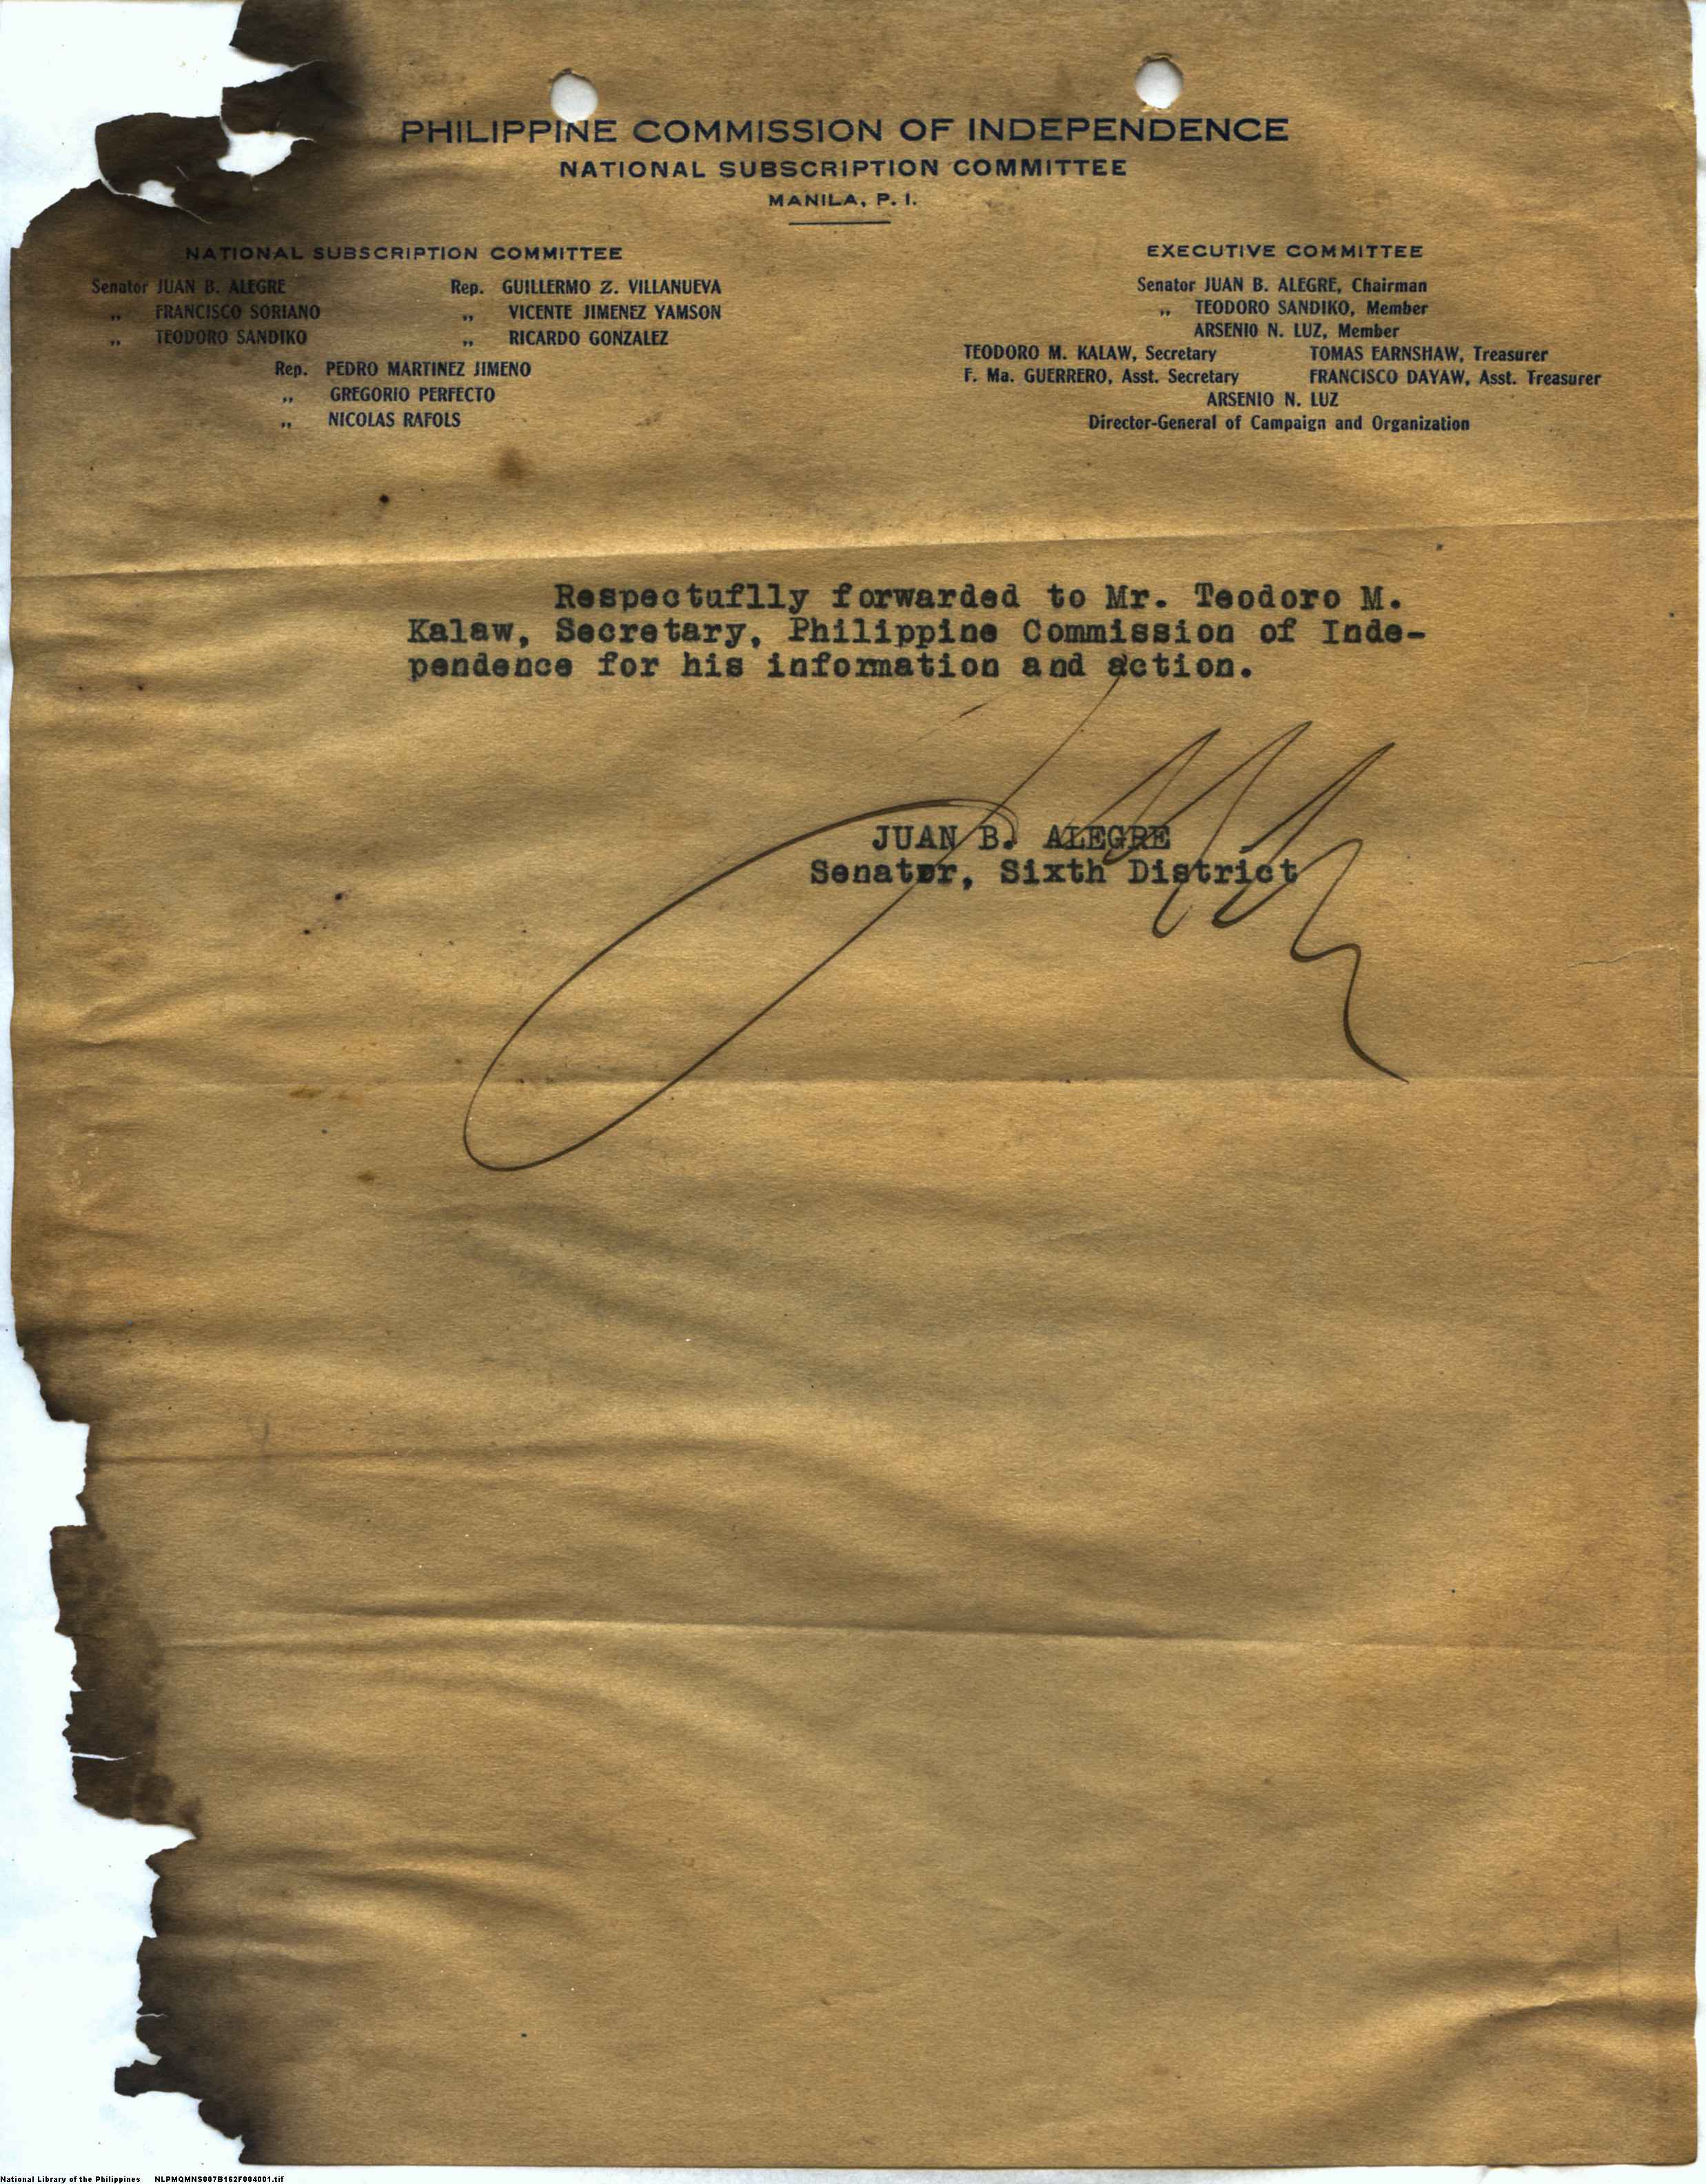 PHILIPPINE COMMISSION OF INDEPENDENCE
NATIONAL SUBSCRIPTION COMMITTEE
MANILA, P. I.
NATIONAL SUBSCRIPTION COMMITTEE
Senator JUAN B. ALEGRE
„ FRANCISCO SORIANO
„ TEODORO SANDIKO
Rep. GUILLERMO Z. VILLANUEVA
„ VICENTE JIMENEZ YAMSON
„ RICARDO GONZALEZ
Rep. PEDRO MARTINEZ JIMENO
„ GREGORIO PERFECTO
„ NICOLAS RAFOLS
EXECUTIVE COMMITTEE
Senator JUAN B. ALEGRE, Chairman
„ TEODORO SANDIKO, Member
ARSENIO N. LUZ, Member
TEODORO M. KALAW, Secretary TOMAS EARNSHAW, Treasurer
F. Ma. GUERRERO, Asst. Secretary FRANCISCO DAYAW, Asst. Treasurer
ARSENIO N. LUZ
Director-General of Campaign and Organization
Respectuflly forwarded to Mr. Teodoro M.
Kalaw, Secretary, Philippine Commission of Inde-
pendence for his information and action.
JUAN B. ALEGRE
Senator, Sixth District
National Library of the Philippines NLPMQMNS007B162F004001.tif